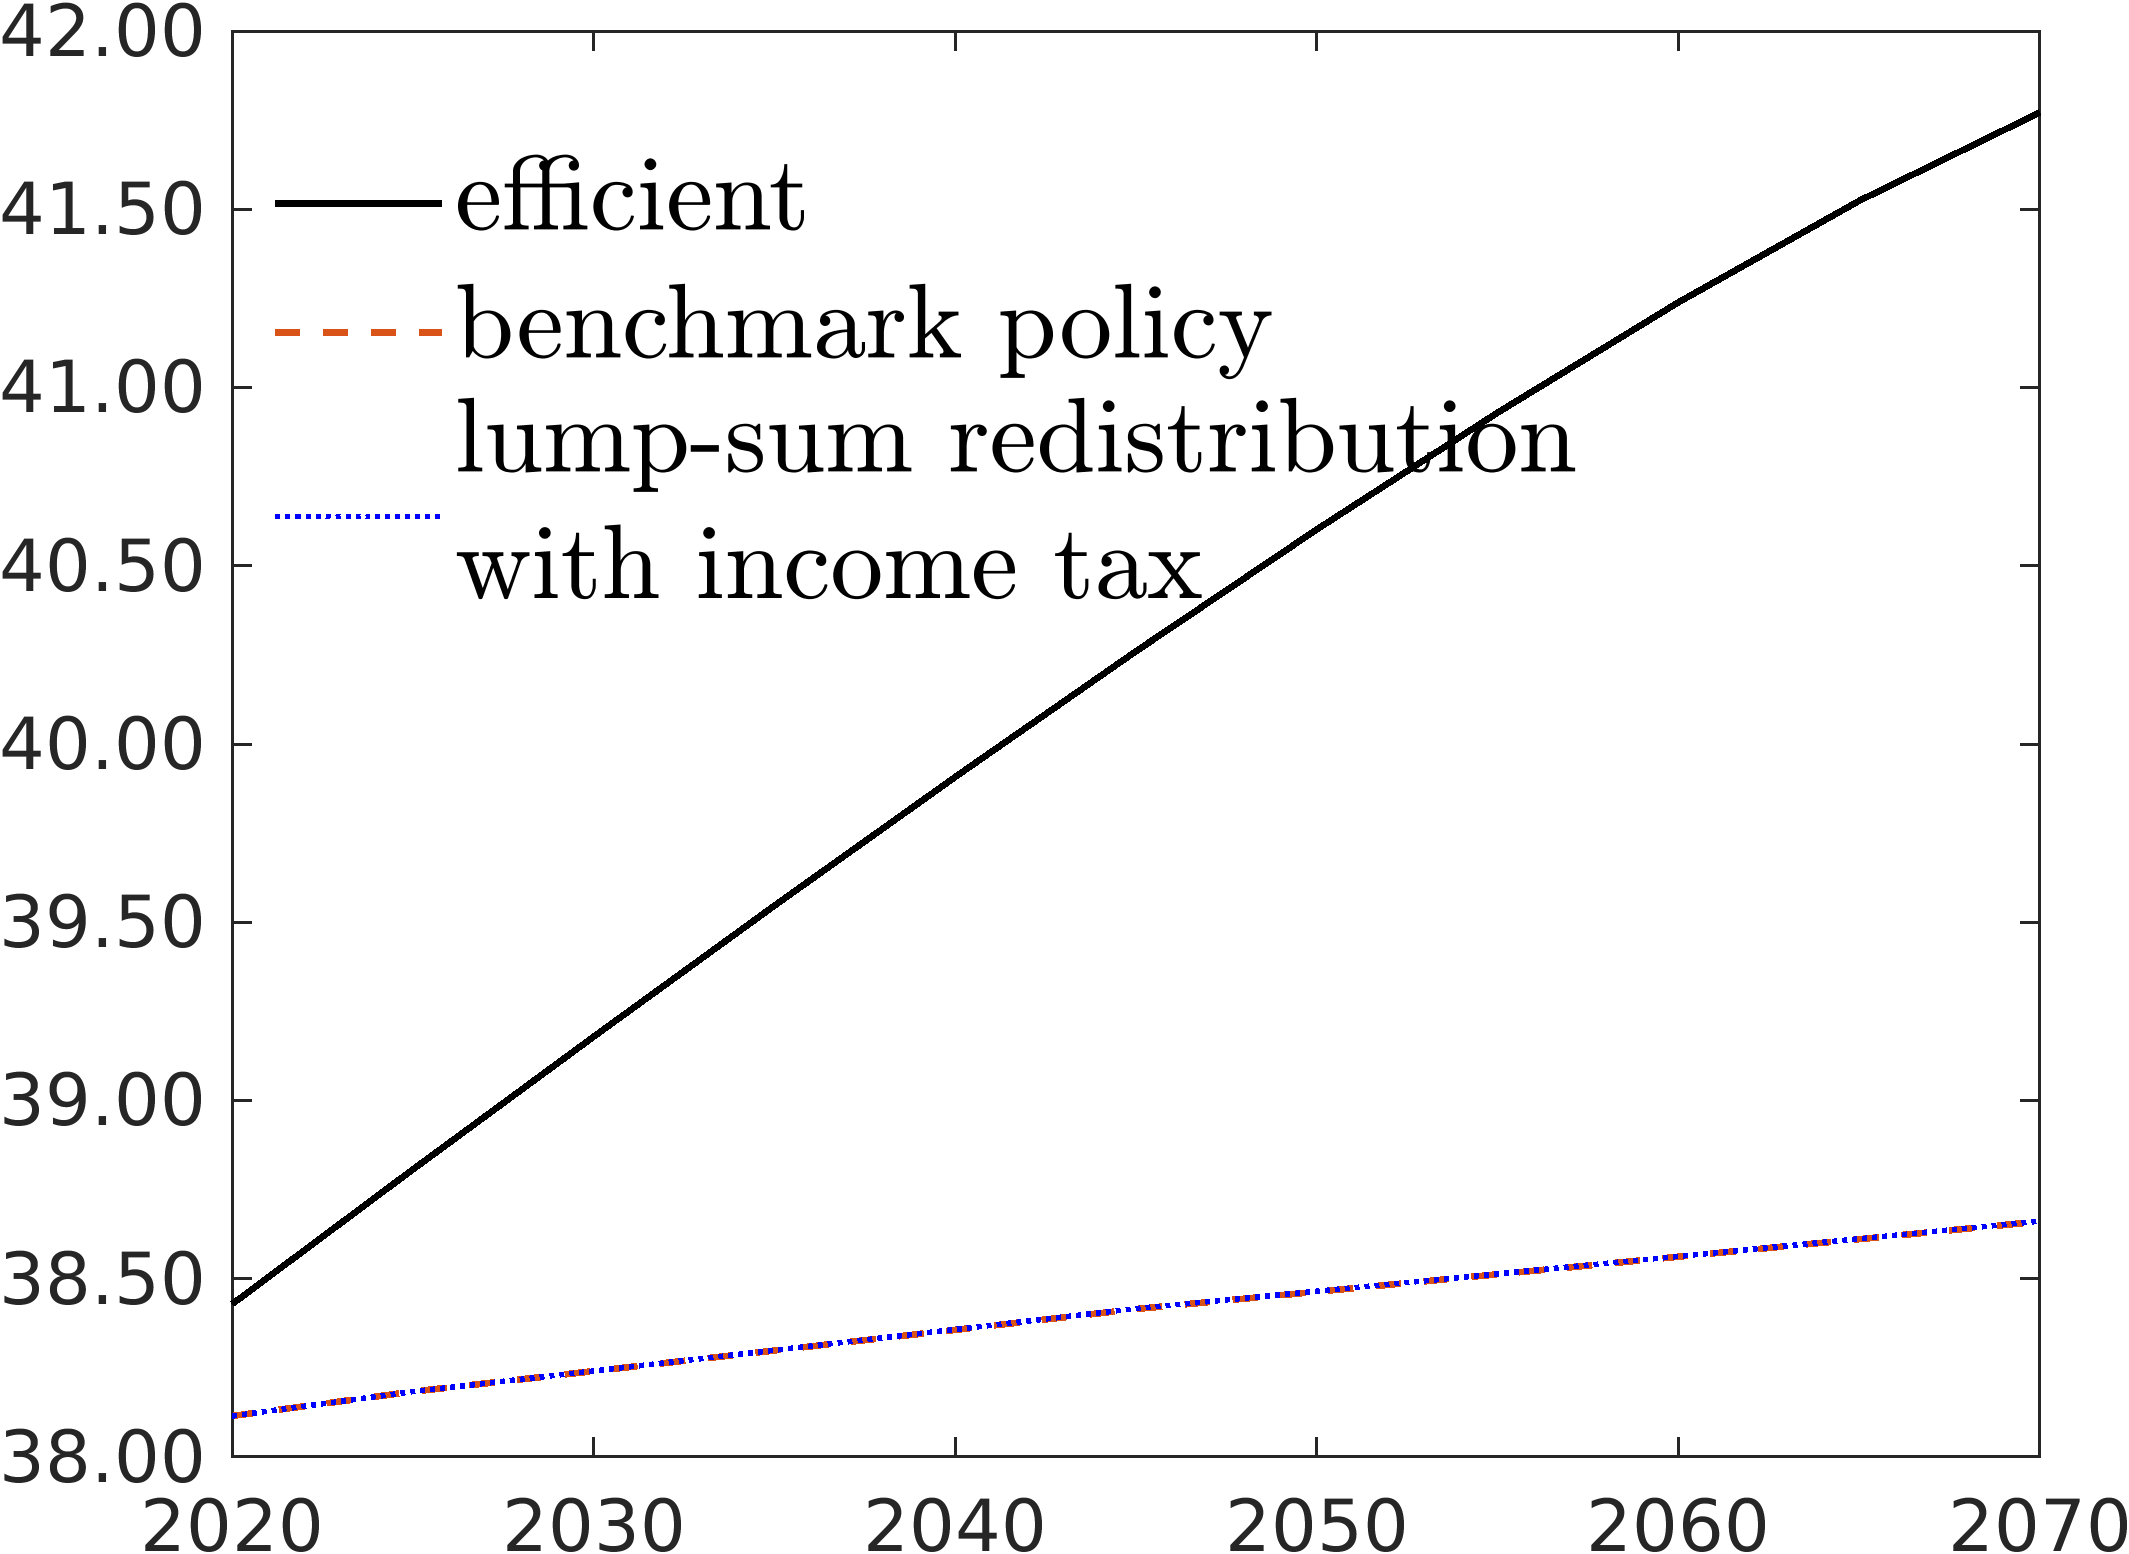 42.00
41.50
41.00
40.50
40.00
39.50
39.00
38.50
38.00
efficient
benchmark policy
lump-sum redistribution
with income tax
2020 2030 2040 2050 2060 2070